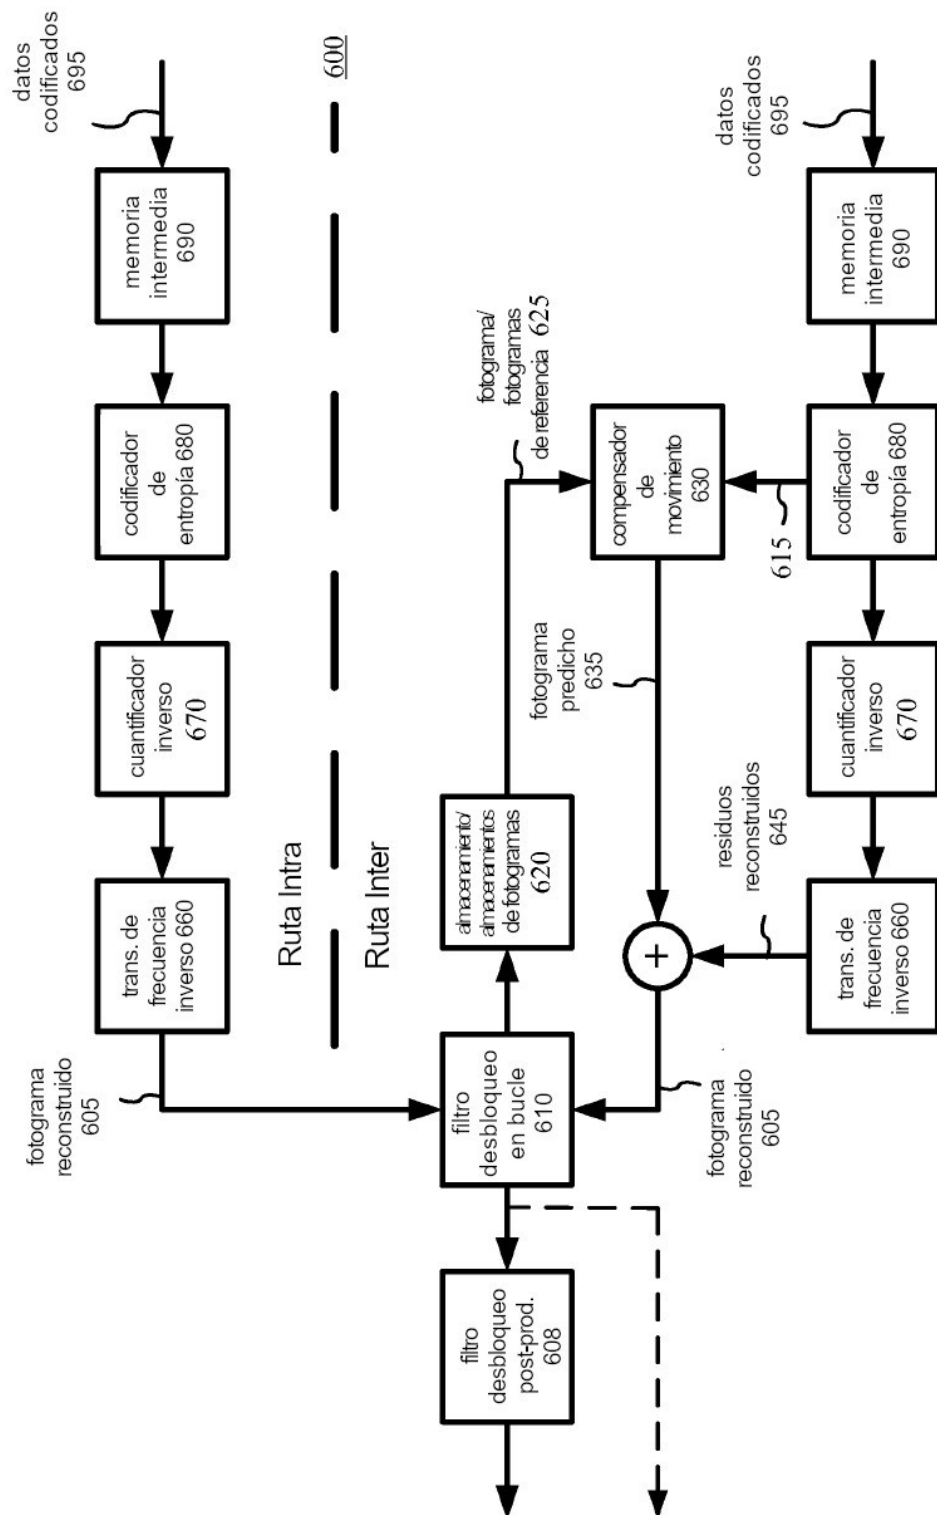 600
datos
codificados
695
memoria
intermedia
690
codificador
de
entropía 680
cuantificador
inverso
670
trans. de
frecuencia
inverso 660
fotograma
reconstruido
605
Ruta Intra
Ruta Inter
fotograma/
fotogramas
de referencia 625
compensador
de
movimiento
630
615
fotograma
predicho
635
almacenamiento/
almacenamientos
de fotogramas
620
filtro
desbloqueo
en bucle
610
filtro
desbloqueo
post-prod.
608
+
datos
codificados
695
memoria
intermedia
690
codificador
de
entropía 680
cuantificador
inverso
670
trans. de
frecuencia
inverso 660
residuos
reconstruidos
645
fotograma
reconstruido
605